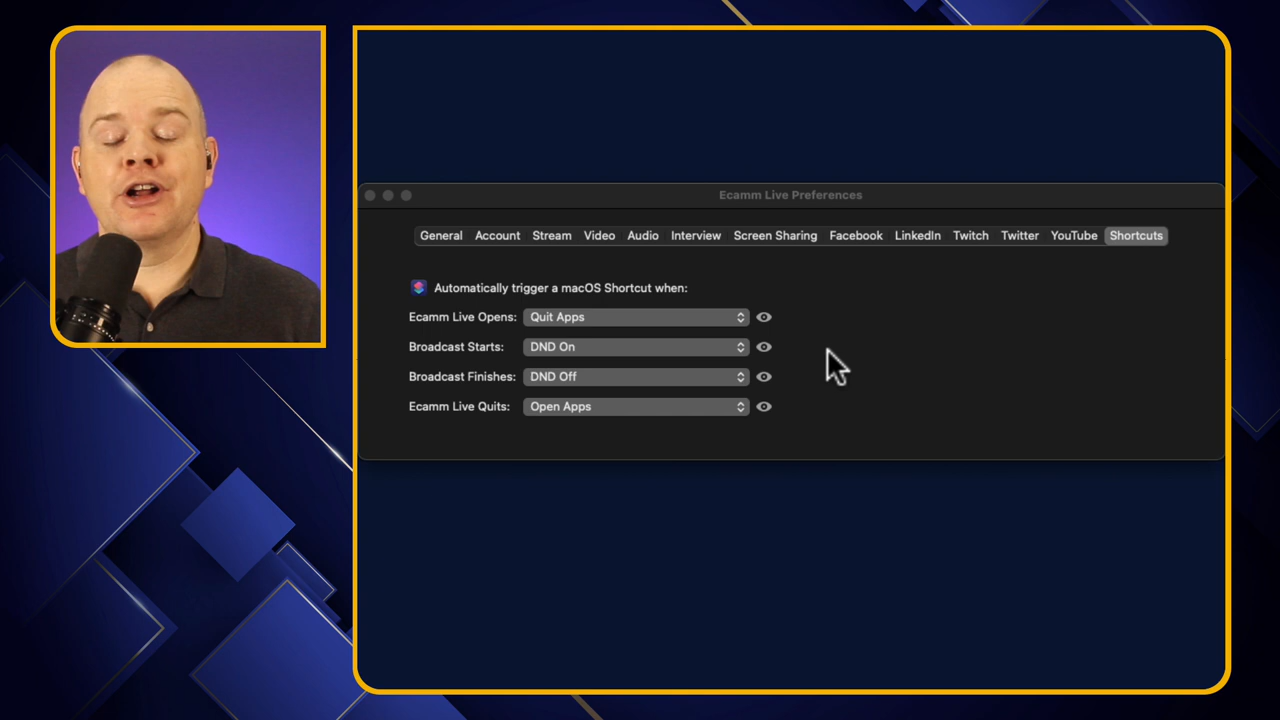 Ecamm Live Preferences
General Account Stream Video Audio Interview Screen Sharing Facebook LinkedIn Twitch Twitter YouTube Shortcuts
Automatically trigger a macOS Shortcut when:
Ecamm Live Opens: Quit Apps
Broadcast Starts: DND On
Broadcast Finishes: DND Off
Ecamm Live Quits: Open Apps